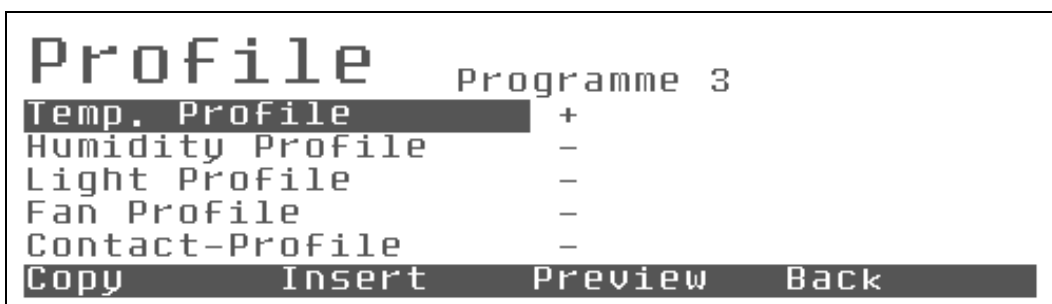 Profile Programme 3
Temp. Profile +
Humidity Profile -
Light Profile -
Fan Profile -
Contact-Profile -
Copy Insert Preview Back